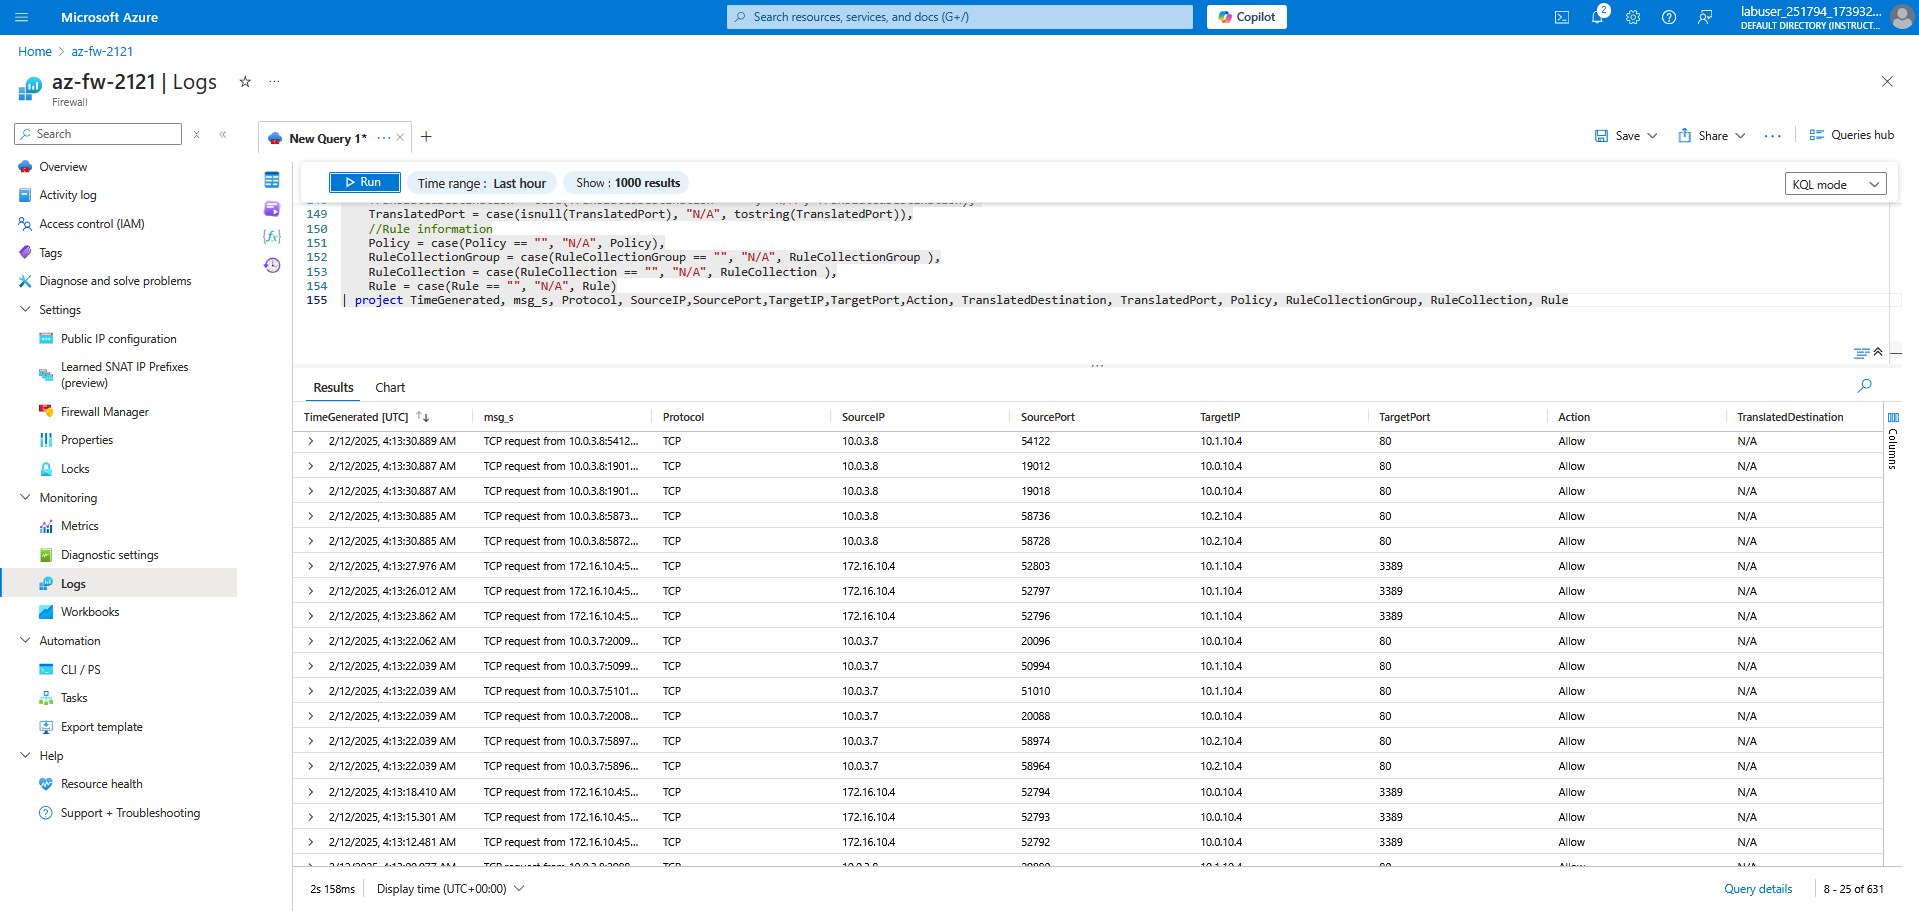 Microsoft Azure
Search resources, services, and docs (G+/)
Copilot
2
labuser_251794_173932...
DEFAULT DIRECTORY (INSTRUCT...
Home > az-fw-2121
az-fw-2121 | Logs
Firewall
Search
Overview
Activity log
Access control (IAM)
Tags
Diagnose and solve problems
Settings
Public IP configuration
Learned SNAT IP Prefixes
(preview)
Firewall Manager
Properties
Locks
Monitoring
Metrics
Diagnostic settings
Logs
Workbooks
Automation
CLI / PS
Tasks
Export template
Help
Resource health
Support + Troubleshooting
New Query 1* ...
Save Share ... Queries hub
Run Time range : Last hour Show : 1000 results KQL mode
149 TranslatedPort = case(isnull(TranslatedPort), "N/A", tostring(TranslatedPort)),
150 //Rule information
151 Policy = case(Policy == "", "N/A", Policy),
152 RuleCollectionGroup = case(RuleCollectionGroup == "", "N/A", RuleCollectionGroup ),
153 RuleCollection = case(RuleCollection == "", "N/A", RuleCollection ),
154 Rule = case(Rule == "", "N/A", Rule)
155 | project TimeGenerated, msg_s, Protocol, SourceIP,SourcePort,TargetIP,TargetPort,Action, TranslatedDestination, TranslatedPort, Policy, RuleCollectionGroup, RuleCollection, Rule
Results Chart
TimeGenerated [UTC] msg_s Protocol SourceIP SourcePort TargetIP TargetPort Action TranslatedDestination
2/12/2025, 4:13:30.889 AM TCP request from 10.0.3.8:5412... TCP 10.0.3.8 54122 10.1.10.4 80 Allow N/A
2/12/2025, 4:13:30.887 AM TCP request from 10.0.3.8:1901... TCP 10.0.3.8 19012 10.0.10.4 80 Allow N/A
2/12/2025, 4:13:30.887 AM TCP request from 10.0.3.8:1901... TCP 10.0.3.8 19018 10.0.10.4 80 Allow N/A
2/12/2025, 4:13:30.885 AM TCP request from 10.0.3.8:5873... TCP 10.0.3.8 58736 10.2.10.4 80 Allow N/A
2/12/2025, 4:13:30.885 AM TCP request from 10.0.3.8:5872... TCP 10.0.3.8 58728 10.2.10.4 80 Allow N/A
2/12/2025, 4:13:27.976 AM TCP request from 172.16.10.4:5... TCP 172.16.10.4 52803 10.1.10.4 3389 Allow N/A
2/12/2025, 4:13:26.012 AM TCP request from 172.16.10.4:5... TCP 172.16.10.4 52797 10.1.10.4 3389 Allow N/A
2/12/2025, 4:13:23.862 AM TCP request from 172.16.10.4:5... TCP 172.16.10.4 52796 10.1.10.4 3389 Allow N/A
2/12/2025, 4:13:22.062 AM TCP request from 10.0.3.7:2009... TCP 10.0.3.7 20096 10.0.10.4 80 Allow N/A
2/12/2025, 4:13:22.039 AM TCP request from 10.0.3.7:5099... TCP 10.0.3.7 50994 10.1.10.4 80 Allow N/A
2/12/2025, 4:13:22.039 AM TCP request from 10.0.3.7:5101... TCP 10.0.3.7 51010 10.1.10.4 80 Allow N/A
2/12/2025, 4:13:22.039 AM TCP request from 10.0.3.7:2008... TCP 10.0.3.7 20088 10.0.10.4 80 Allow N/A
2/12/2025, 4:13:22.039 AM TCP request from 10.0.3.7:5897... TCP 10.0.3.7 58974 10.2.10.4 80 Allow N/A
2/12/2025, 4:13:22.039 AM TCP request from 10.0.3.7:5896... TCP 10.0.3.7 58964 10.2.10.4 80 Allow N/A
2/12/2025, 4:13:18.410 AM TCP request from 172.16.10.4:5... TCP 172.16.10.4 52794 10.0.10.4 3389 Allow N/A
2/12/2025, 4:13:15.301 AM TCP request from 172.16.10.4:5... TCP 172.16.10.4 52793 10.0.10.4 3389 Allow N/A
2/12/2025, 4:13:12.481 AM TCP request from 172.16.10.4:5... TCP 172.16.10.4 52792 10.0.10.4 3389 Allow N/A
Columns
2s 158ms Display time (UTC+00:00) Query details 8 - 25 of 631